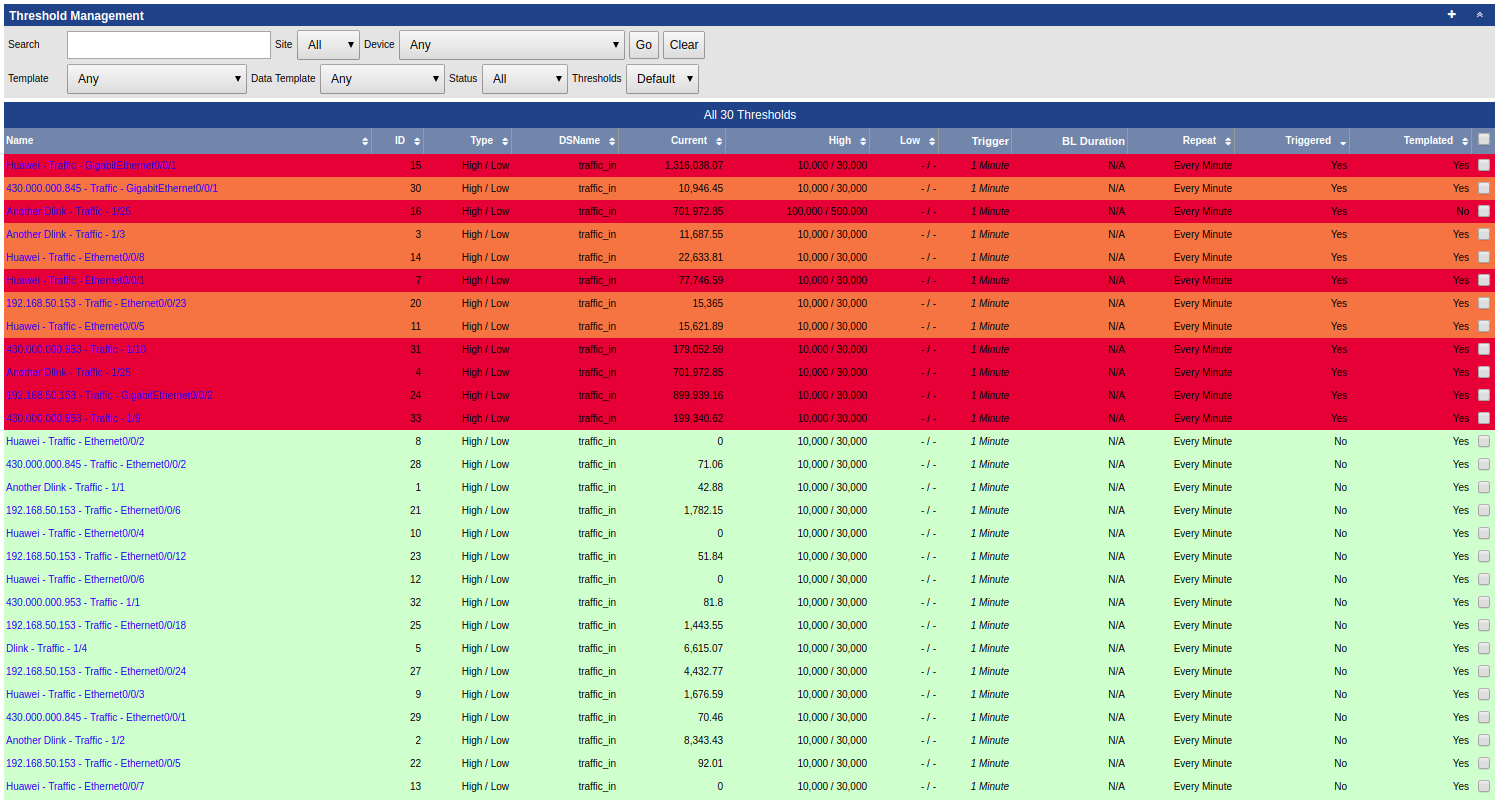 Threshold Management
Search Site All Device Any Go Clear
Template Any Data Template Any Status All Thresholds Default
All 30 Thresholds
Name ID Type DSName Current High Low Trigger BL Duration Repeat Triggered Templated
Huawei - Traffic - GigabitEthernet0/0/1 15 High / Low traffic_in 1,316,038.07 10,000 / 30,000 - / - 1 Minute N/A Every Minute Yes Yes
430.000.000.845 - Traffic - GigabitEthernet0/0/1 30 High / Low traffic_in 10,946.45 10,000 / 30,000 - / - 1 Minute N/A Every Minute Yes Yes
Another Dlink - Traffic - 1/25 16 High / Low traffic_in 701,972.85 100,000 / 500,000 - / - 1 Minute N/A Every Minute Yes No
Another Dlink - Traffic - 1/3 3 High / Low traffic_in 11,687.55 10,000 / 30,000 - / - 1 Minute N/A Every Minute Yes Yes
Huawei - Traffic - Ethernet0/0/8 14 High / Low traffic_in 22,633.81 10,000 / 30,000 - / - 1 Minute N/A Every Minute Yes Yes
Huawei - Traffic - Ethernet0/0/1 7 High / Low traffic_in 77,746.59 10,000 / 30,000 - / - 1 Minute N/A Every Minute Yes Yes
192.168.50.153 - Traffic - Ethernet0/0/23 20 High / Low traffic_in 15,365 10,000 / 30,000 - / - 1 Minute N/A Every Minute Yes Yes
Huawei - Traffic - Ethernet0/0/5 11 High / Low traffic_in 15,621.89 10,000 / 30,000 - / - 1 Minute N/A Every Minute Yes Yes
430.000.000.953 - Traffic - 1/10 31 High / Low traffic_in 179,052.59 10,000 / 30,000 - / - 1 Minute N/A Every Minute Yes Yes
Another Dlink - Traffic - 1/25 4 High / Low traffic_in 701,972.85 10,000 / 30,000 - / - 1 Minute N/A Every Minute Yes Yes
192.168.50.153 - Traffic - GigabitEthernet0/0/2 24 High / Low traffic_in 899,939.16 10,000 / 30,000 - / - 1 Minute N/A Every Minute Yes Yes
430.000.000.953 - Traffic - 1/9 33 High / Low traffic_in 199,340.62 10,000 / 30,000 - / - 1 Minute N/A Every Minute Yes Yes
Huawei - Traffic - Ethernet0/0/2 8 High / Low traffic_in 0 10,000 / 30,000 - / - 1 Minute N/A Every Minute No Yes
430.000.000.845 - Traffic - Ethernet0/0/2 28 High / Low traffic_in 71.06 10,000 / 30,000 - / - 1 Minute N/A Every Minute No Yes
Another Dlink - Traffic - 1/1 1 High / Low traffic_in 42.88 10,000 / 30,000 - / - 1 Minute N/A Every Minute No Yes
192.168.50.153 - Traffic - Ethernet0/0/6 21 High / Low traffic_in 1,782.15 10,000 / 30,000 - / - 1 Minute N/A Every Minute No Yes
Huawei - Traffic - Ethernet0/0/4 10 High / Low traffic_in 0 10,000 / 30,000 - / - 1 Minute N/A Every Minute No Yes
192.168.50.153 - Traffic - Ethernet0/0/12 23 High / Low traffic_in 51.84 10,000 / 30,000 - / - 1 Minute N/A Every Minute No Yes
Huawei - Traffic - Ethernet0/0/6 12 High / Low traffic_in 0 10,000 / 30,000 - / - 1 Minute N/A Every Minute No Yes
430.000.000.953 - Traffic - 1/1 32 High / Low traffic_in 81.8 10,000 / 30,000 - / - 1 Minute N/A Every Minute No Yes
192.168.50.153 - Traffic - Ethernet0/0/18 25 High / Low traffic_in 1,443.55 10,000 / 30,000 - / - 1 Minute N/A Every Minute No Yes
Dlink - Traffic - 1/4 5 High / Low traffic_in 6,615.07 10,000 / 30,000 - / - 1 Minute N/A Every Minute No Yes
192.168.50.153 - Traffic - Ethernet0/0/24 27 High / Low traffic_in 4,432.77 10,000 / 30,000 - / - 1 Minute N/A Every Minute No Yes
Huawei - Traffic - Ethernet0/0/3 9 High / Low traffic_in 1,676.59 10,000 / 30,000 - / - 1 Minute N/A Every Minute No Yes
430.000.000.845 - Traffic - Ethernet0/0/1 29 High / Low traffic_in 70.46 10,000 / 30,000 - / - 1 Minute N/A Every Minute No Yes
Another Dlink - Traffic - 1/2 2 High / Low traffic_in 8,343.43 10,000 / 30,000 - / - 1 Minute N/A Every Minute No Yes
192.168.50.153 - Traffic - Ethernet0/0/5 22 High / Low traffic_in 92.01 10,000 / 30,000 - / - 1 Minute N/A Every Minute No Yes
Huawei - Traffic - Ethernet0/0/7 13 High / Low traffic_in 0 10,000 / 30,000 - / - 1 Minute N/A Every Minute No Yes